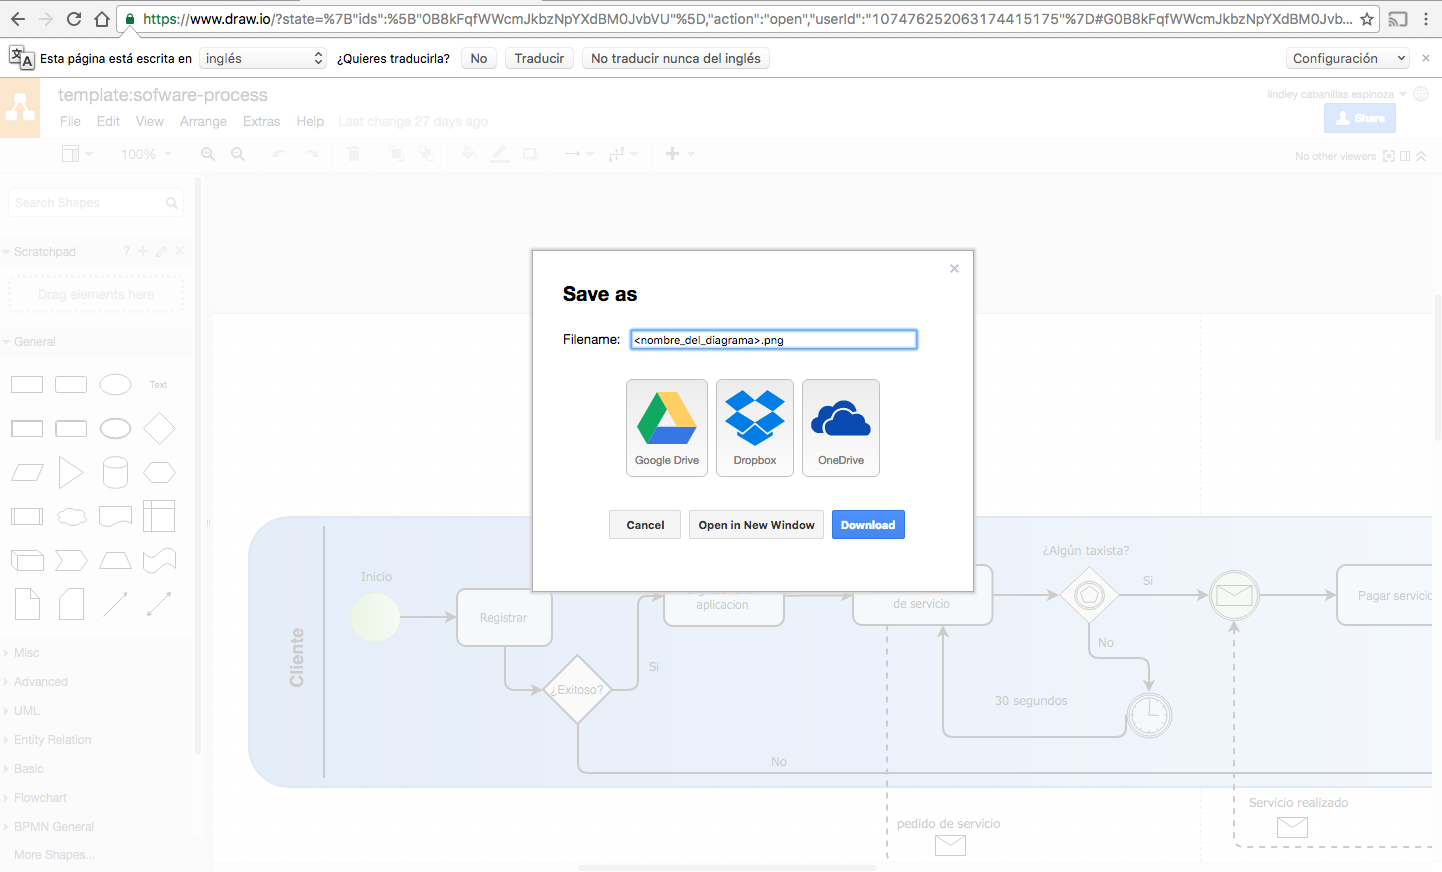 https://www.draw.io/?state=%7B"ids":%5B"0B8kFqfWWcmJkbzNpYXdBM0JvbVU"%5D,"action":"open","userId":"107476252063174415175"%7D#G0B8kFqfWWcmJkbzNpYXdBM0Jvb...
Esta página está escrita en inglés ¿Quieres traducirla? No Traducir No traducir nunca del inglés Configuración
template:sofware-process
lindley cabanillas espinoza
File Edit View Arrange Extras Help Last change 27 days ago
Share
100%
No other viewers
Search Shapes
Scratchpad
Drag elements here
General
Text
Misc
Advanced
UML
Entity Relation
Basic
Flowchart
BPMN General
More Shapes...
Save as
Filename: <nombre_del_diagrama>.png
Google Drive Dropbox OneDrive
Cancel Open in New Window Download
Cliente
Inicio
Registrar
¿Exitoso?
Si
No
aplicacion
de servicio
¿Algún taxista?
Si
No
30 segundos
Pagar servicio
pedido de servicio
Servicio realizado